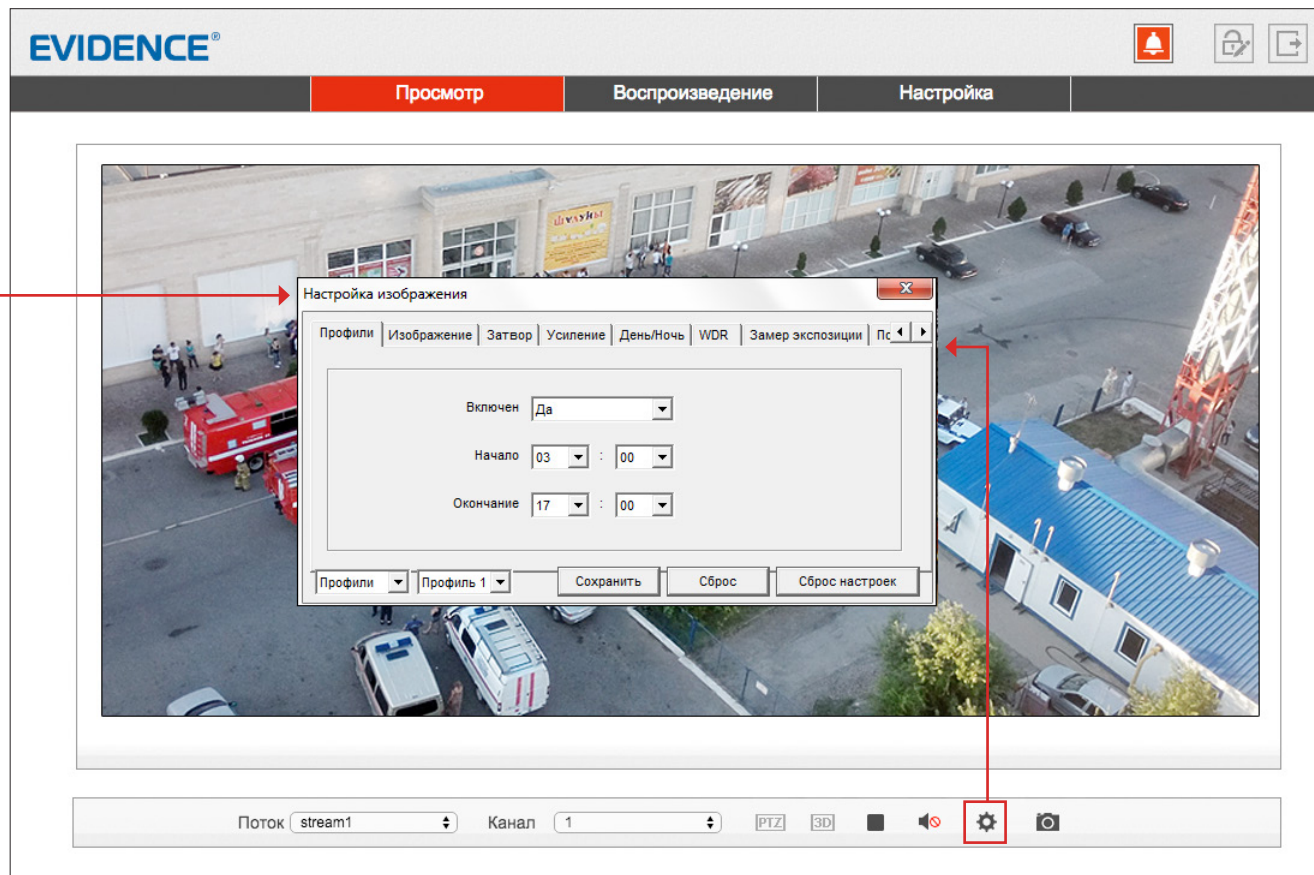 EVIDENCE®
Просмотр Воспроизведение Настройка
Шмуклы
Настройка изображения X
Профили Изображение Затвор Усиление День/Ночь WDR Замер экспозиции
Включен Да
Начало 03 : 00
Окончание 17 : 00
Профили Профиль 1 Сохранить Сброс Сброс настроек
Поток stream1 Канал 1 PTZ 3D